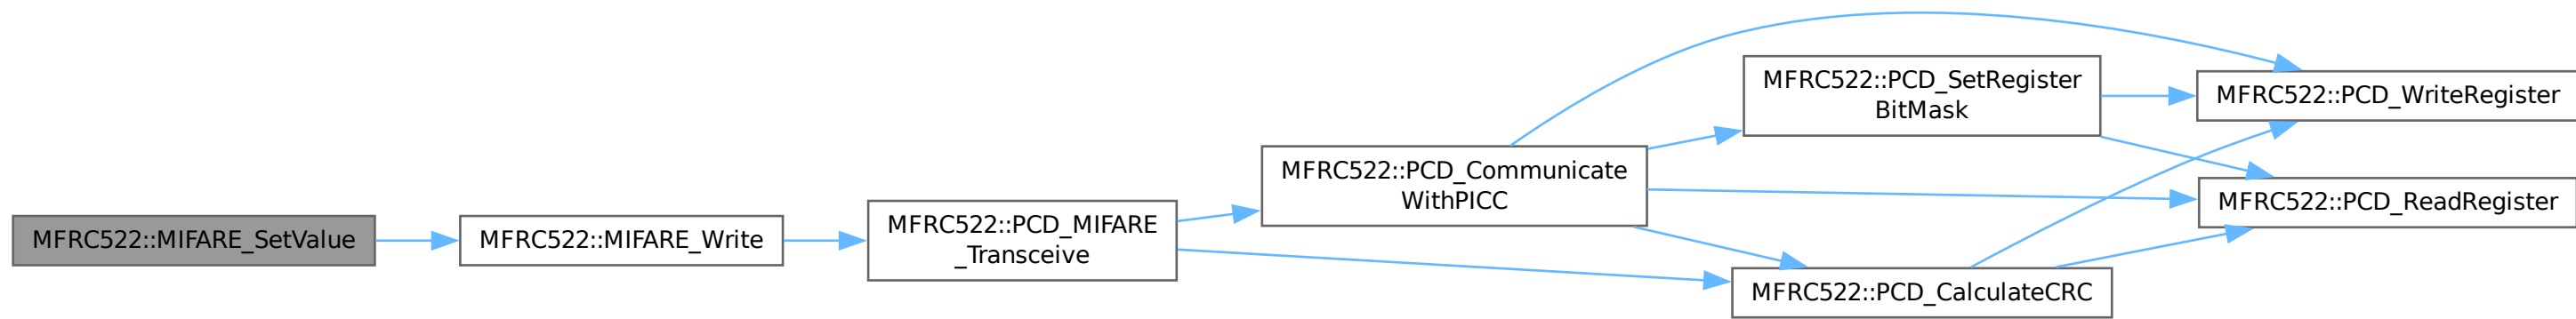 MFRC522::MIFARE_SetValue
MFRC522::MIFARE_Write
MFRC522::PCD_MIFARE
_Transceive
MFRC522::PCD_Communicate
WithPICC
MFRC522::PCD_SetRegister
BitMask
MFRC522::PCD_CalculateCRC
MFRC522::PCD_WriteRegister
MFRC522::PCD_ReadRegister